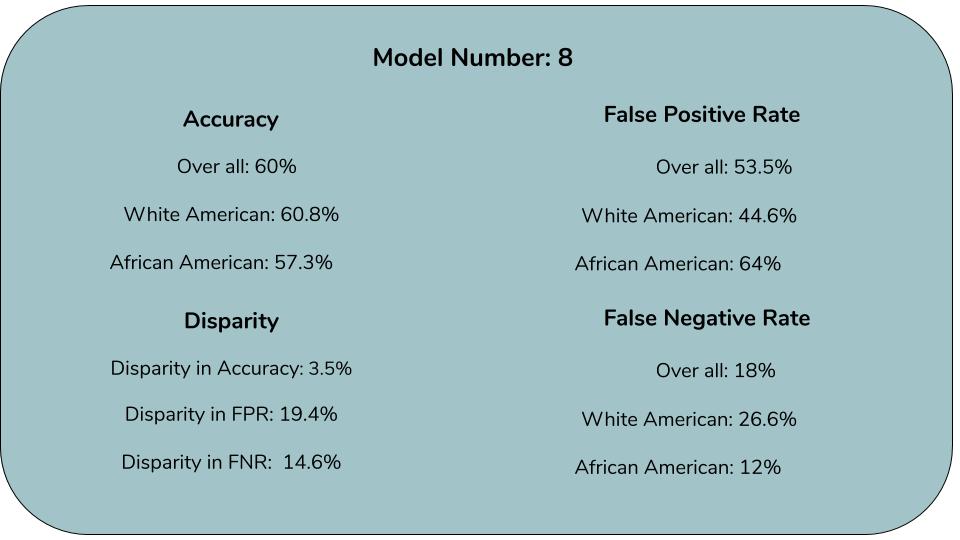 Model Number: 8
Accuracy
Over all: 60%
White American: 60.8%
African American: 57.3%
False Positive Rate
Over all: 53.5%
White American: 44.6%
African American: 64%
Disparity
Disparity in Accuracy: 3.5%
Disparity in FPR: 19.4%
Disparity in FNR: 14.6%
False Negative Rate
Over all: 18%
White American: 26.6%
African American: 12%